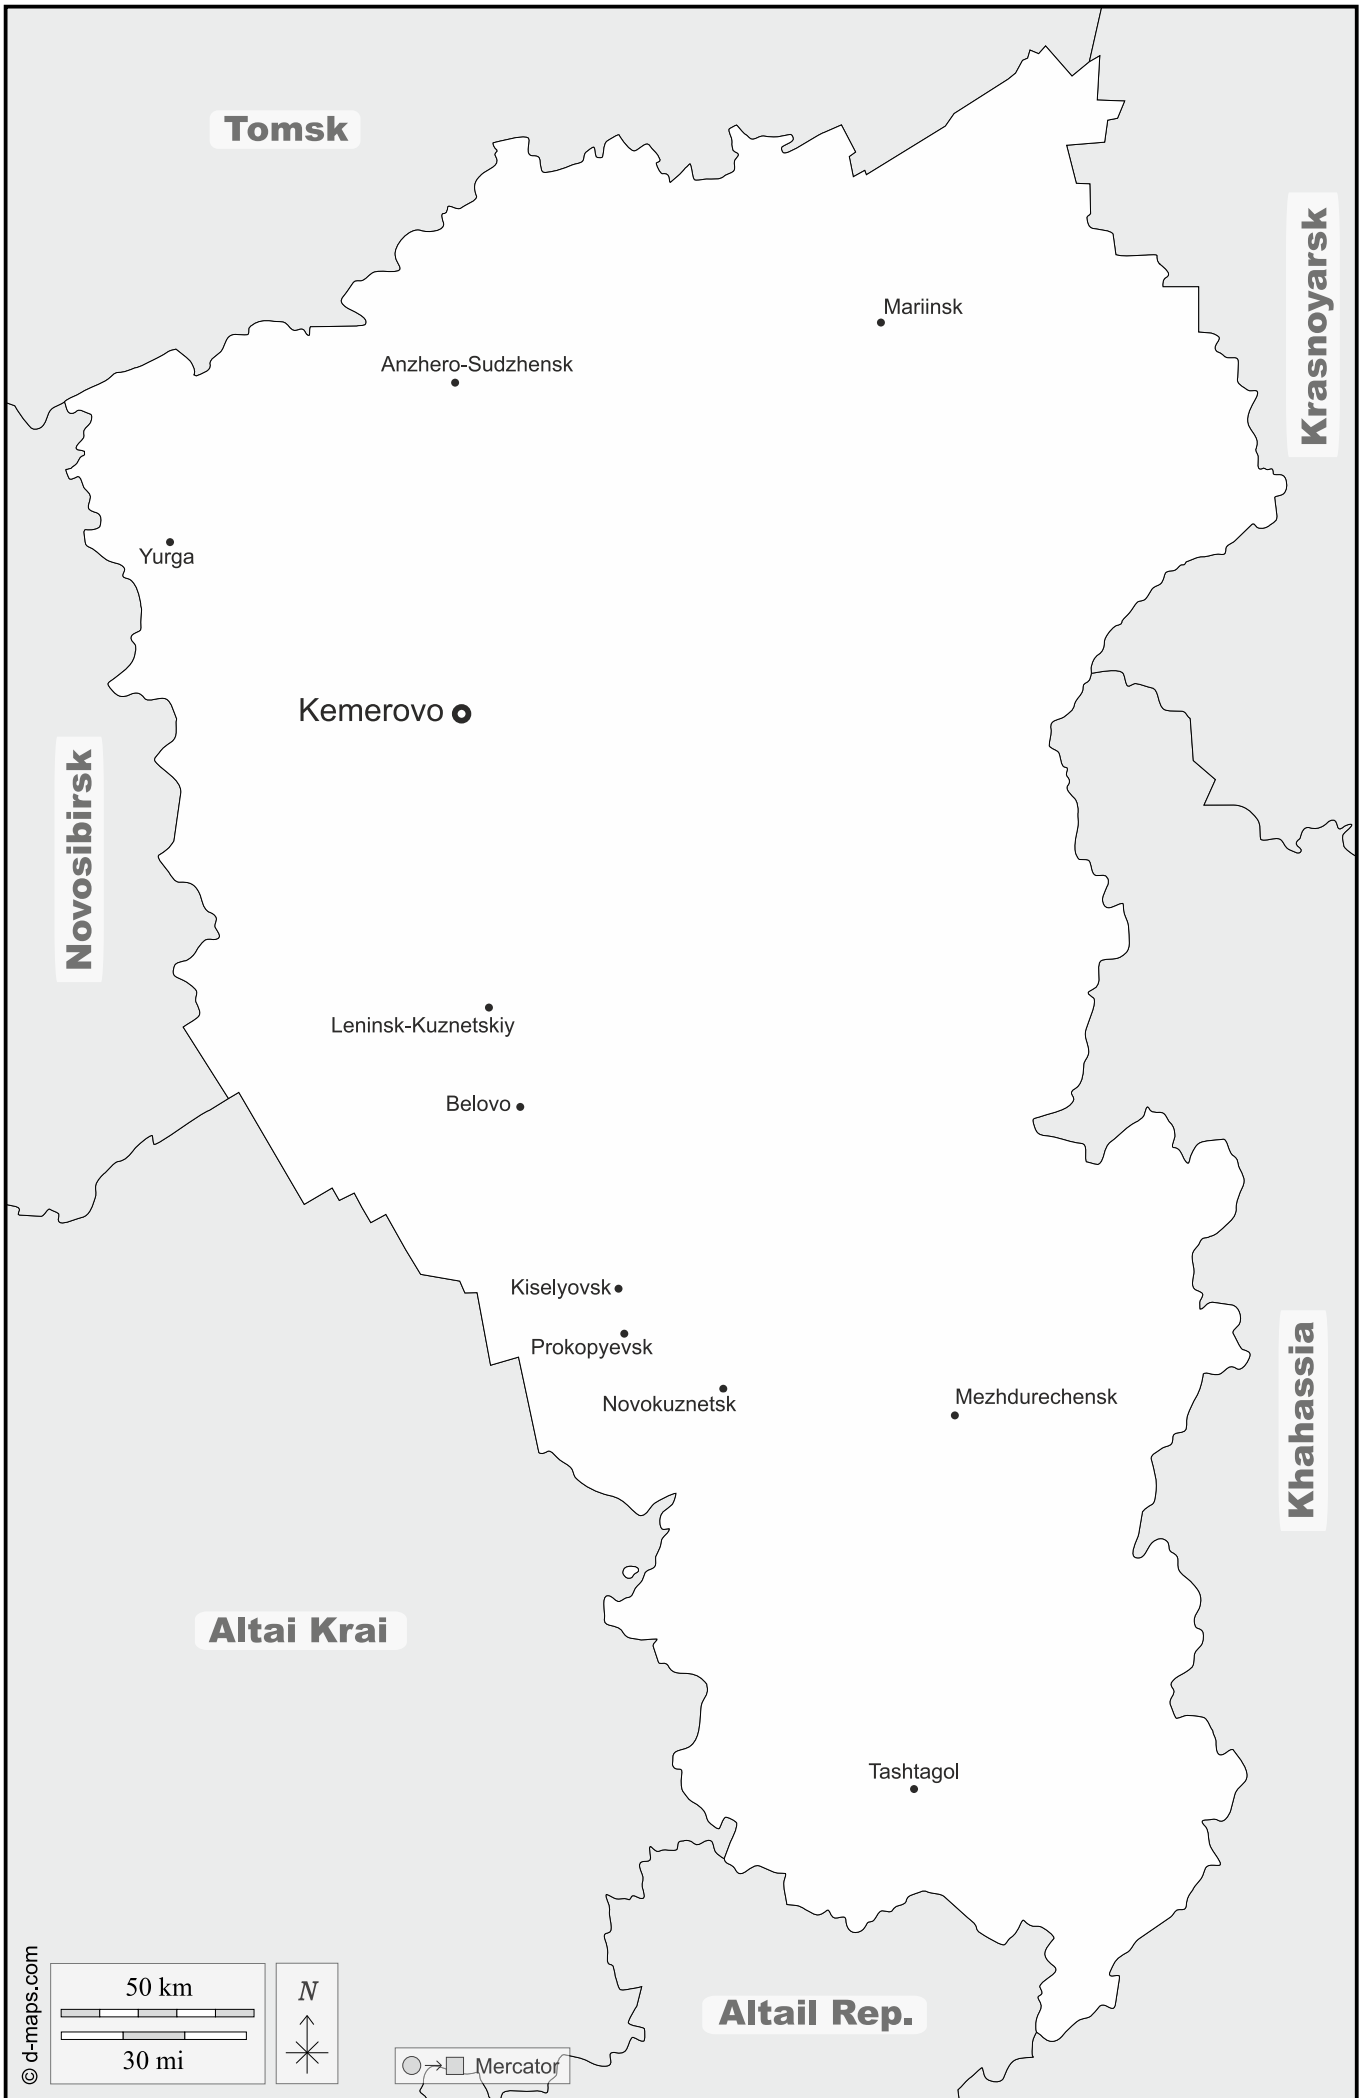 Tomsk
Krasnoyarsk
Mariinsk
Anzhero-Sudzhensk
Yurga
Kemerovo
Novosibirsk
Leninsk-Kuznetskiy
Belovo
Kiselyovsk
Prokopyevsk
Novokuznetsk
Mezhdurechensk
Khahassia
Altai Krai
Tashtagol
Altail Rep.
© d-maps.com
50 km
30 mi
N
Mercator